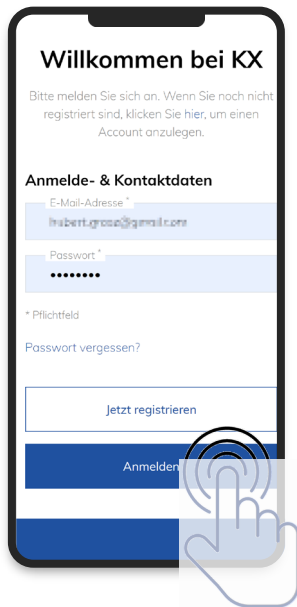 Willkommen bei KX
Bitte melden Sie sich an. Wenn Sie noch nicht
registriert sind, klicken Sie hier, um einen
Account anzulegen.
Anmelde- & Kontaktdaten
E-Mail-Adresse *
Passwort *
••••••••
* Pflichtfeld
Passwort vergessen?
Jetzt registrieren
Anmelden